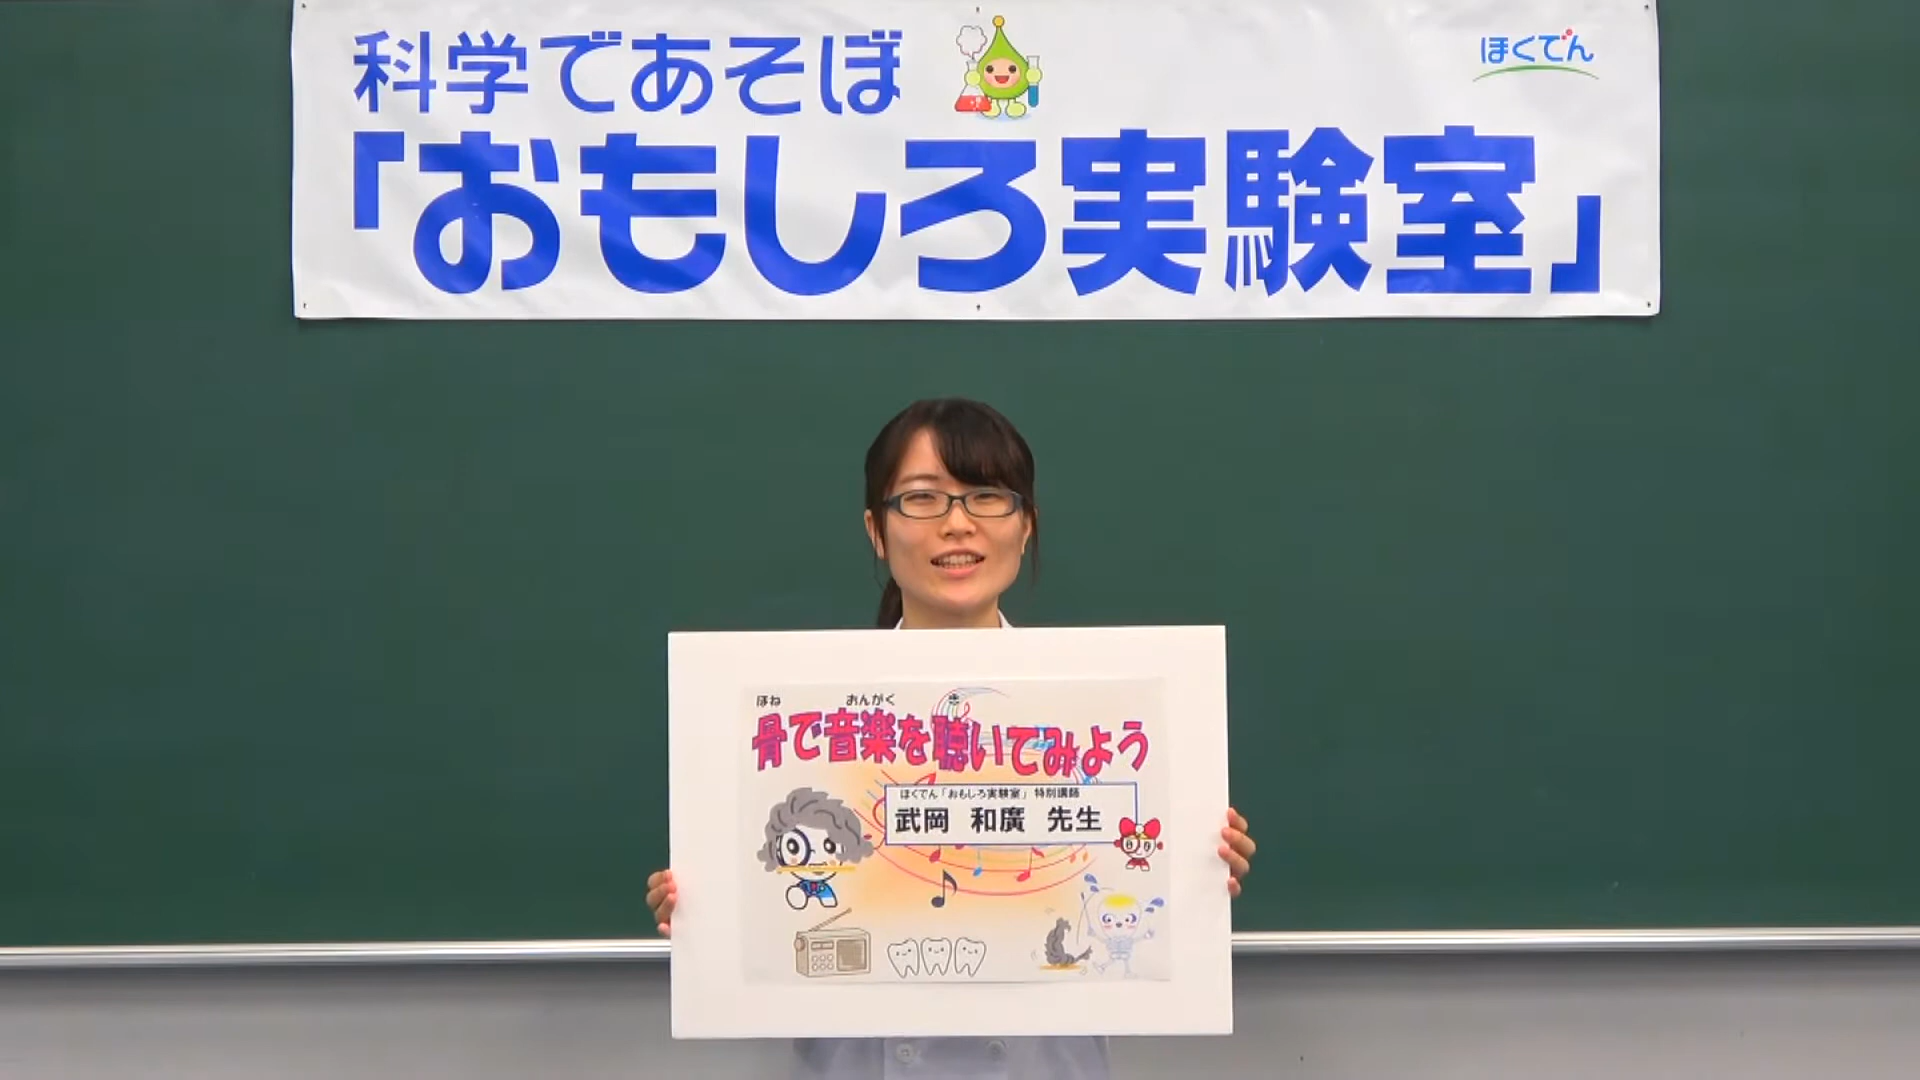 科学であそぼ
ほくでん
「おもしろ実験室」
ほね おんがく き
骨で音楽を聴いてみよう
ほくでん「おもしろ実験室」 特別講師
武岡 和廣 先生